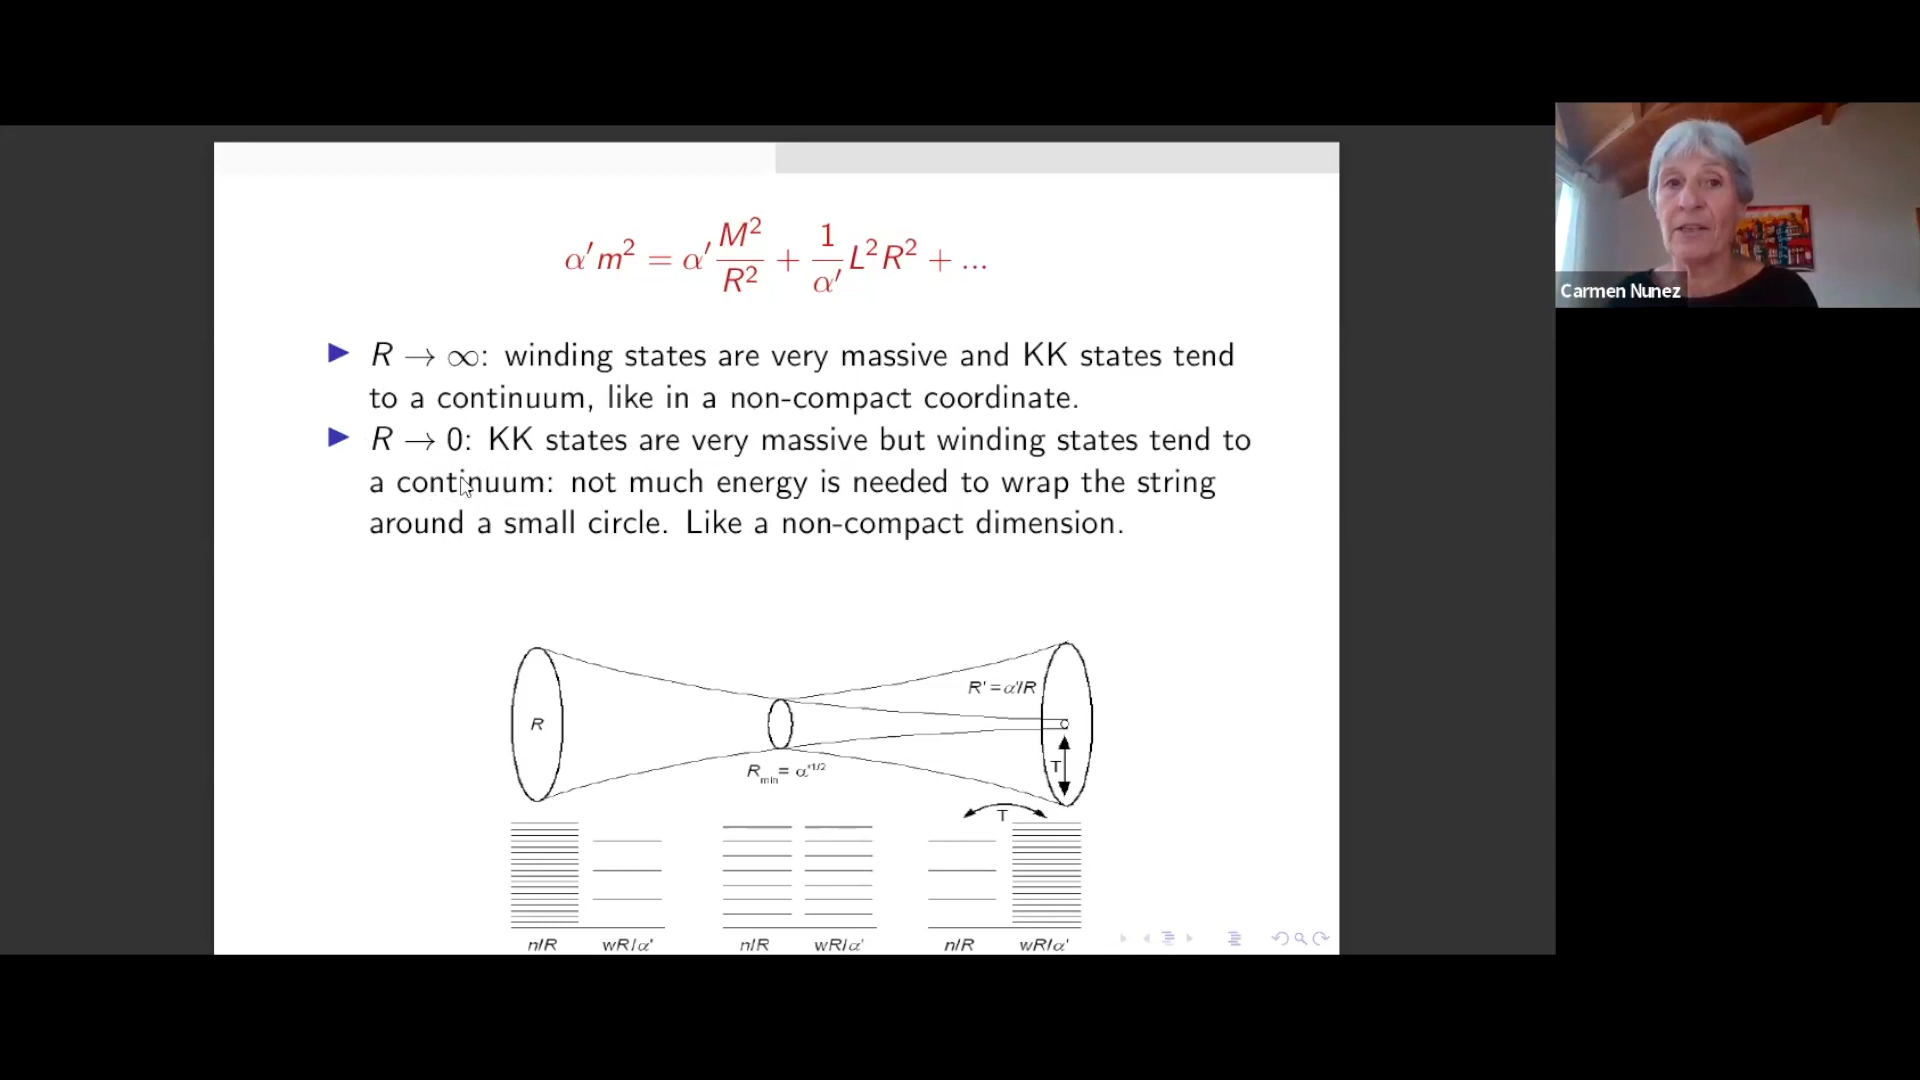 α′m² = α′ M²/R² + 1/α′ L²R² + ...
▶ R → ∞: winding states are very massive and KK states tend
to a continuum, like in a non-compact coordinate.
▶ R → 0: KK states are very massive but winding states tend to
a continuum: not much energy is needed to wrap the string
around a small circle. Like a non-compact dimension.
R
R' = α'/R
T
R_min = α'^1/2
T
n/R wR/α' n/R wR/α' n/R wR/α'
Carmen Nunez